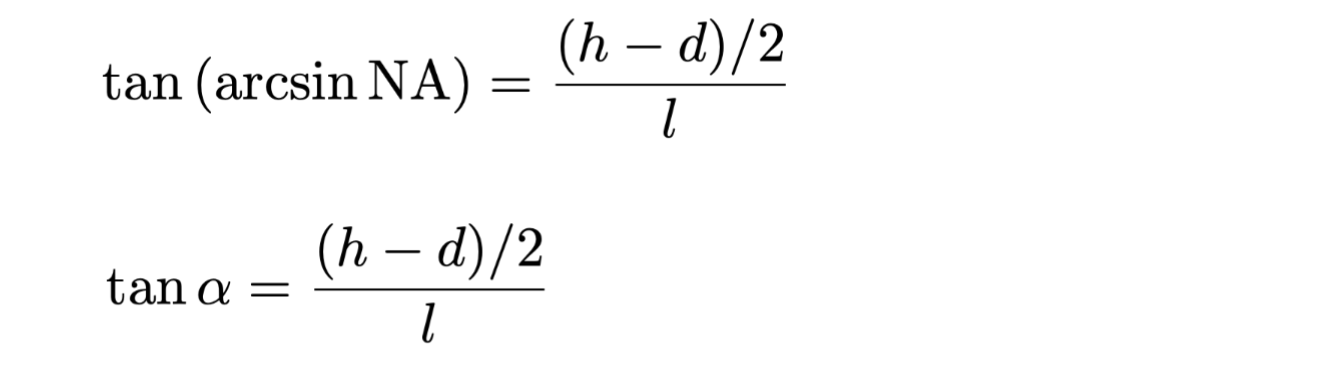 tan (arcsin NA) = (h − d)/2 / l
tan α = (h − d)/2 / l